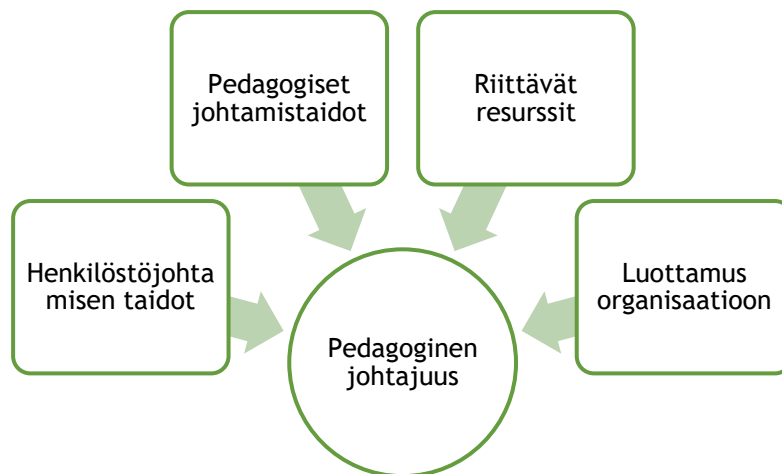 Pedagogiset
johtamistaidot
Riittävät
resurssit
Henkilöstöjohta
misen taidot
Luottamus
organisaatioon
Pedagoginen
johtajuus